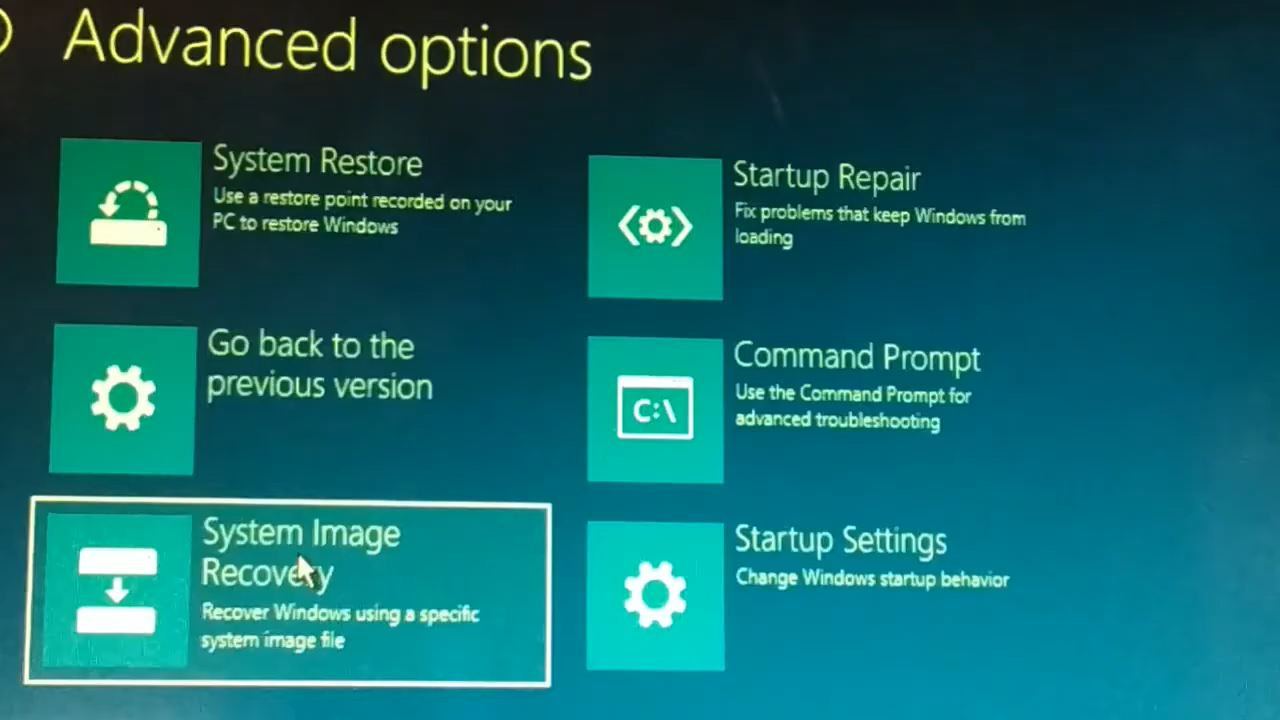 Advanced options
System Restore
Use a restore point recorded on your
PC to restore Windows
Startup Repair
Fix problems that keep Windows from
loading
Go back to the
previous version
Command Prompt
Use the Command Prompt for
advanced troubleshooting
C:\
System Image
Recovery
Recover Windows using a specific
system image file
Startup Settings
Change Windows startup behavior